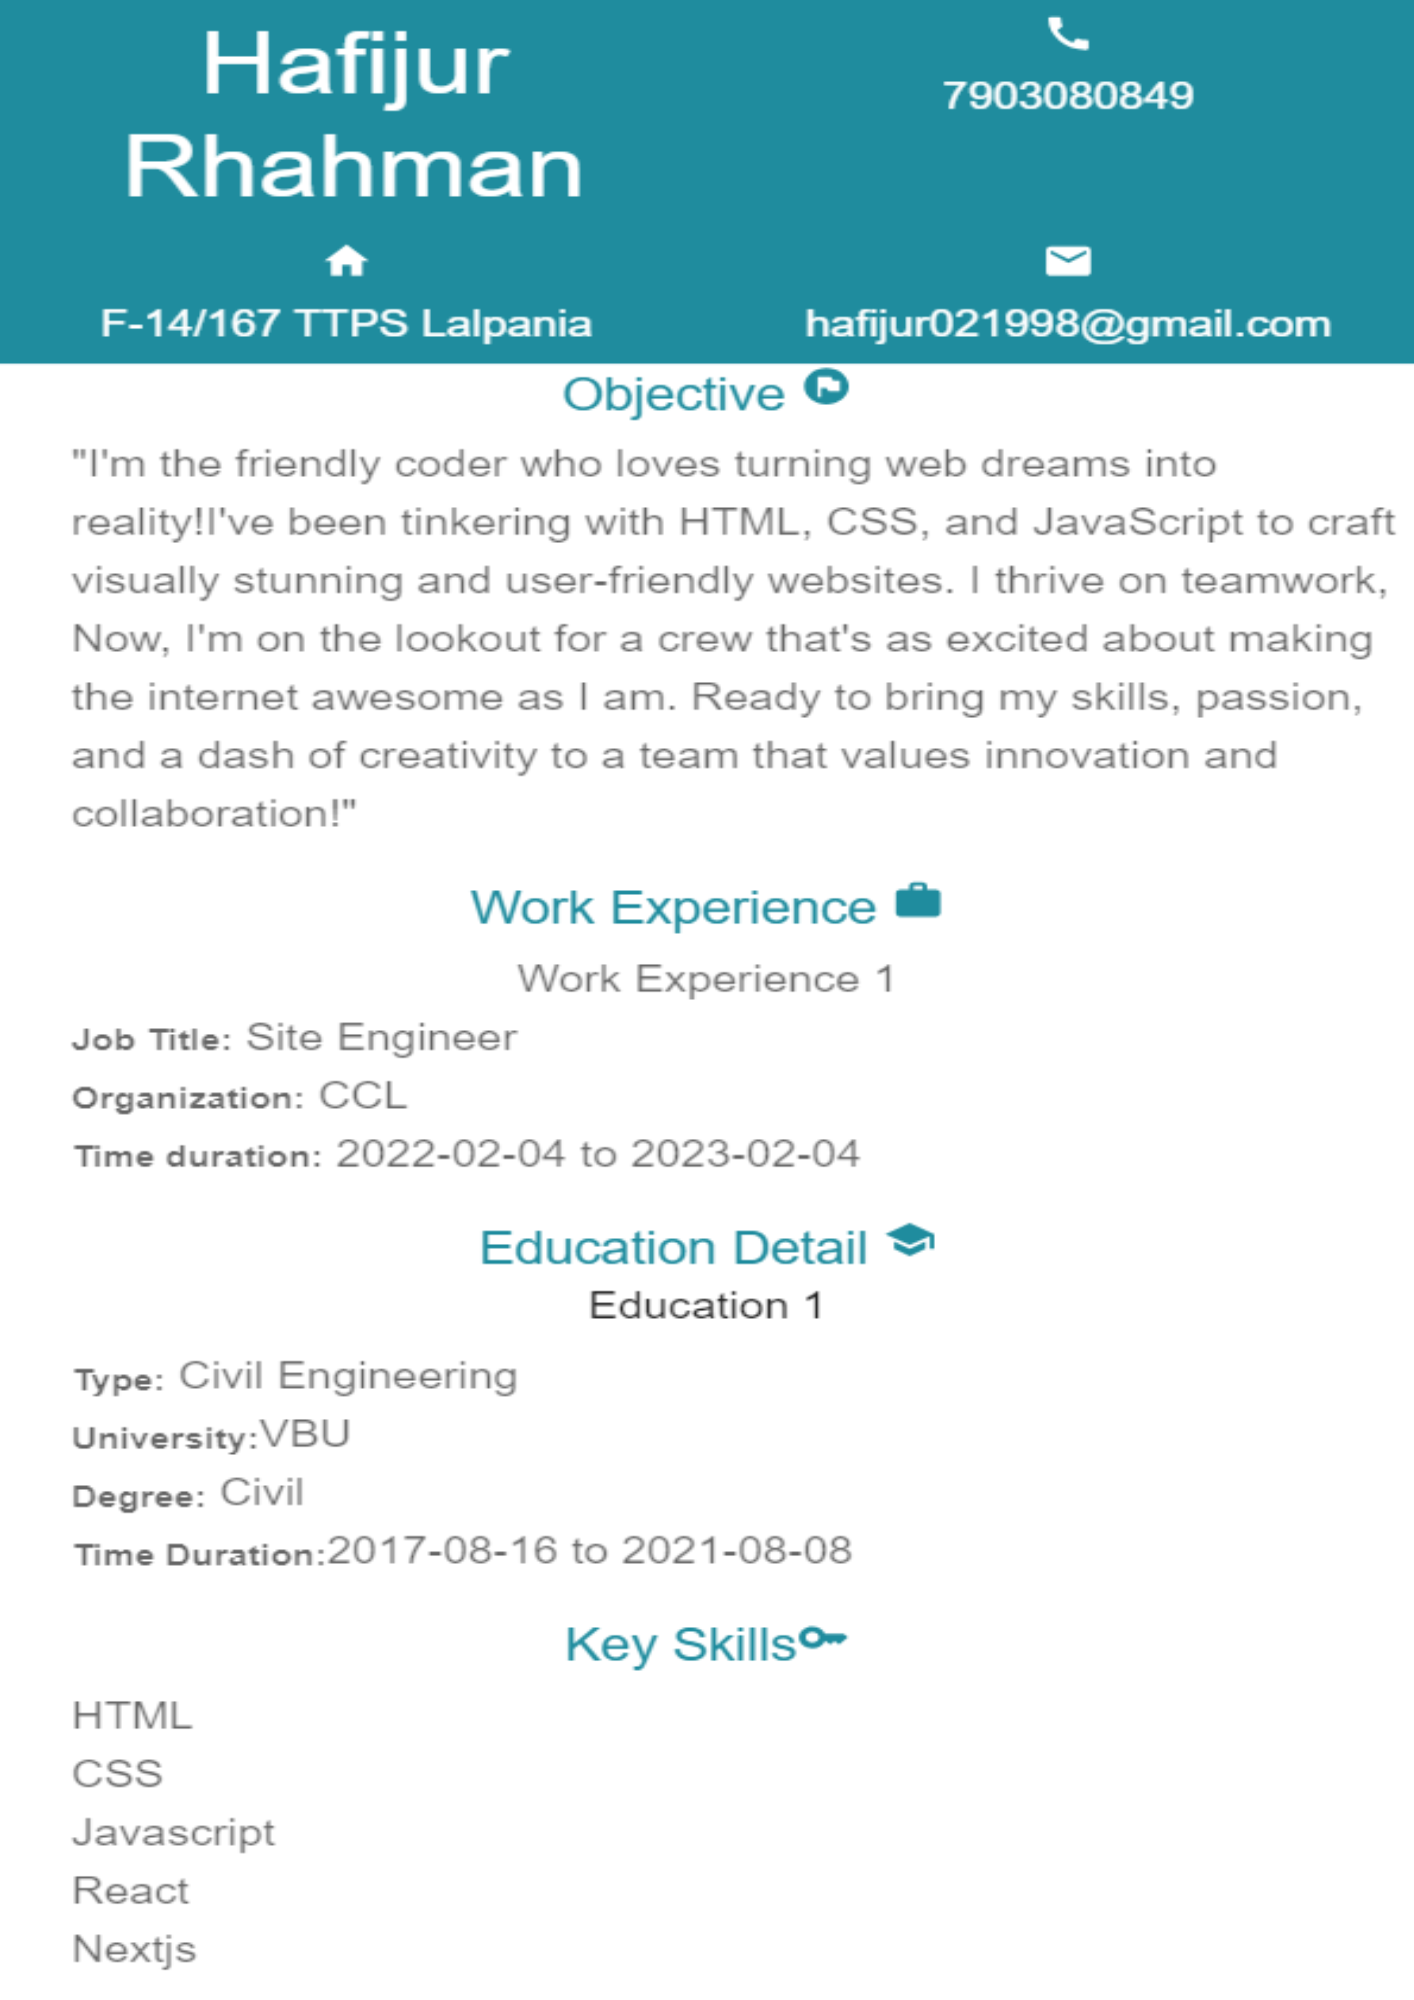 Hafijur
Rhahman
7903080849
F-14/167 TTPS Lalpania
hafijur021998@gmail.com
Objective
"I'm the friendly coder who loves turning web dreams into
reality!I've been tinkering with HTML, CSS, and JavaScript to craft
visually stunning and user-friendly websites. I thrive on teamwork,
Now, I'm on the lookout for a crew that's as excited about making
the internet awesome as I am. Ready to bring my skills, passion,
and a dash of creativity to a team that values innovation and
collaboration!"
Work Experience
Work Experience 1
Job Title: Site Engineer
Organization: CCL
Time duration: 2022-02-04 to 2023-02-04
Education Detail
Education 1
Type: Civil Engineering
University:VBU
Degree: Civil
Time Duration:2017-08-16 to 2021-08-08
Key Skills
HTML
CSS
Javascript
React
Nextjs